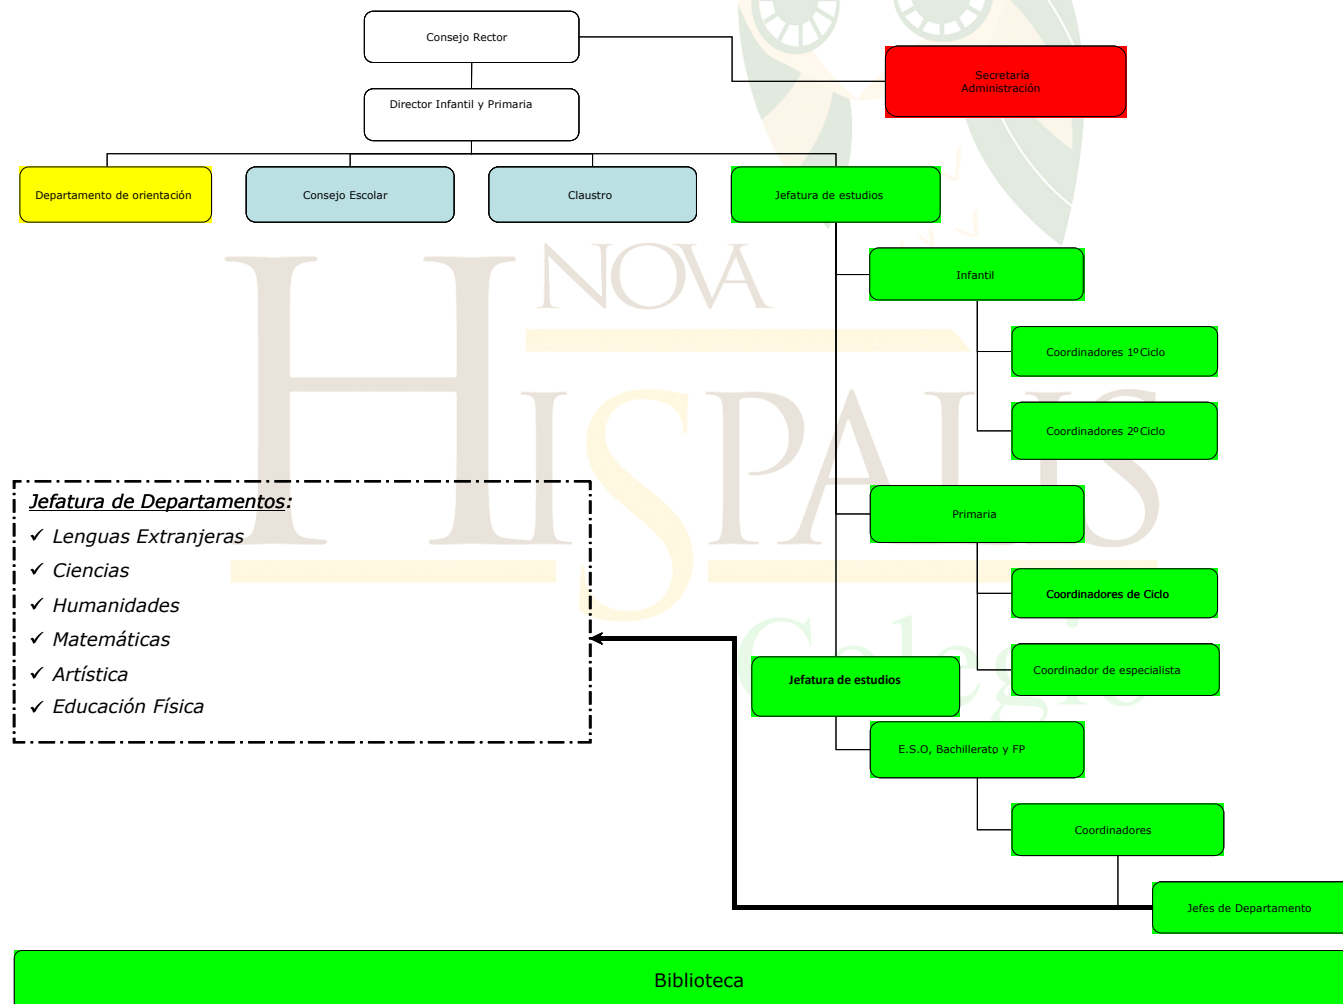 Consejo Rector
Secretaría
Administración
Director Infantil y Primaria
Departamento de orientación
Consejo Escolar
Claustro
Jefatura de estudios
NOVA
HISPALIS
Colegio
Infantil
Coordinadores 1º Ciclo
Coordinadores 2º Ciclo
Jefatura de Departamentos:
✓ Lenguas Extranjeras
✓ Ciencias
✓ Humanidades
✓ Matemáticas
✓ Artística
✓ Educación Física
Primaria
Coordinadores de Ciclo
Coordinador de especialista
Jefatura de estudios
E.S.O, Bachillerato y FP
Coordinadores
Jefes de Departamento
Biblioteca